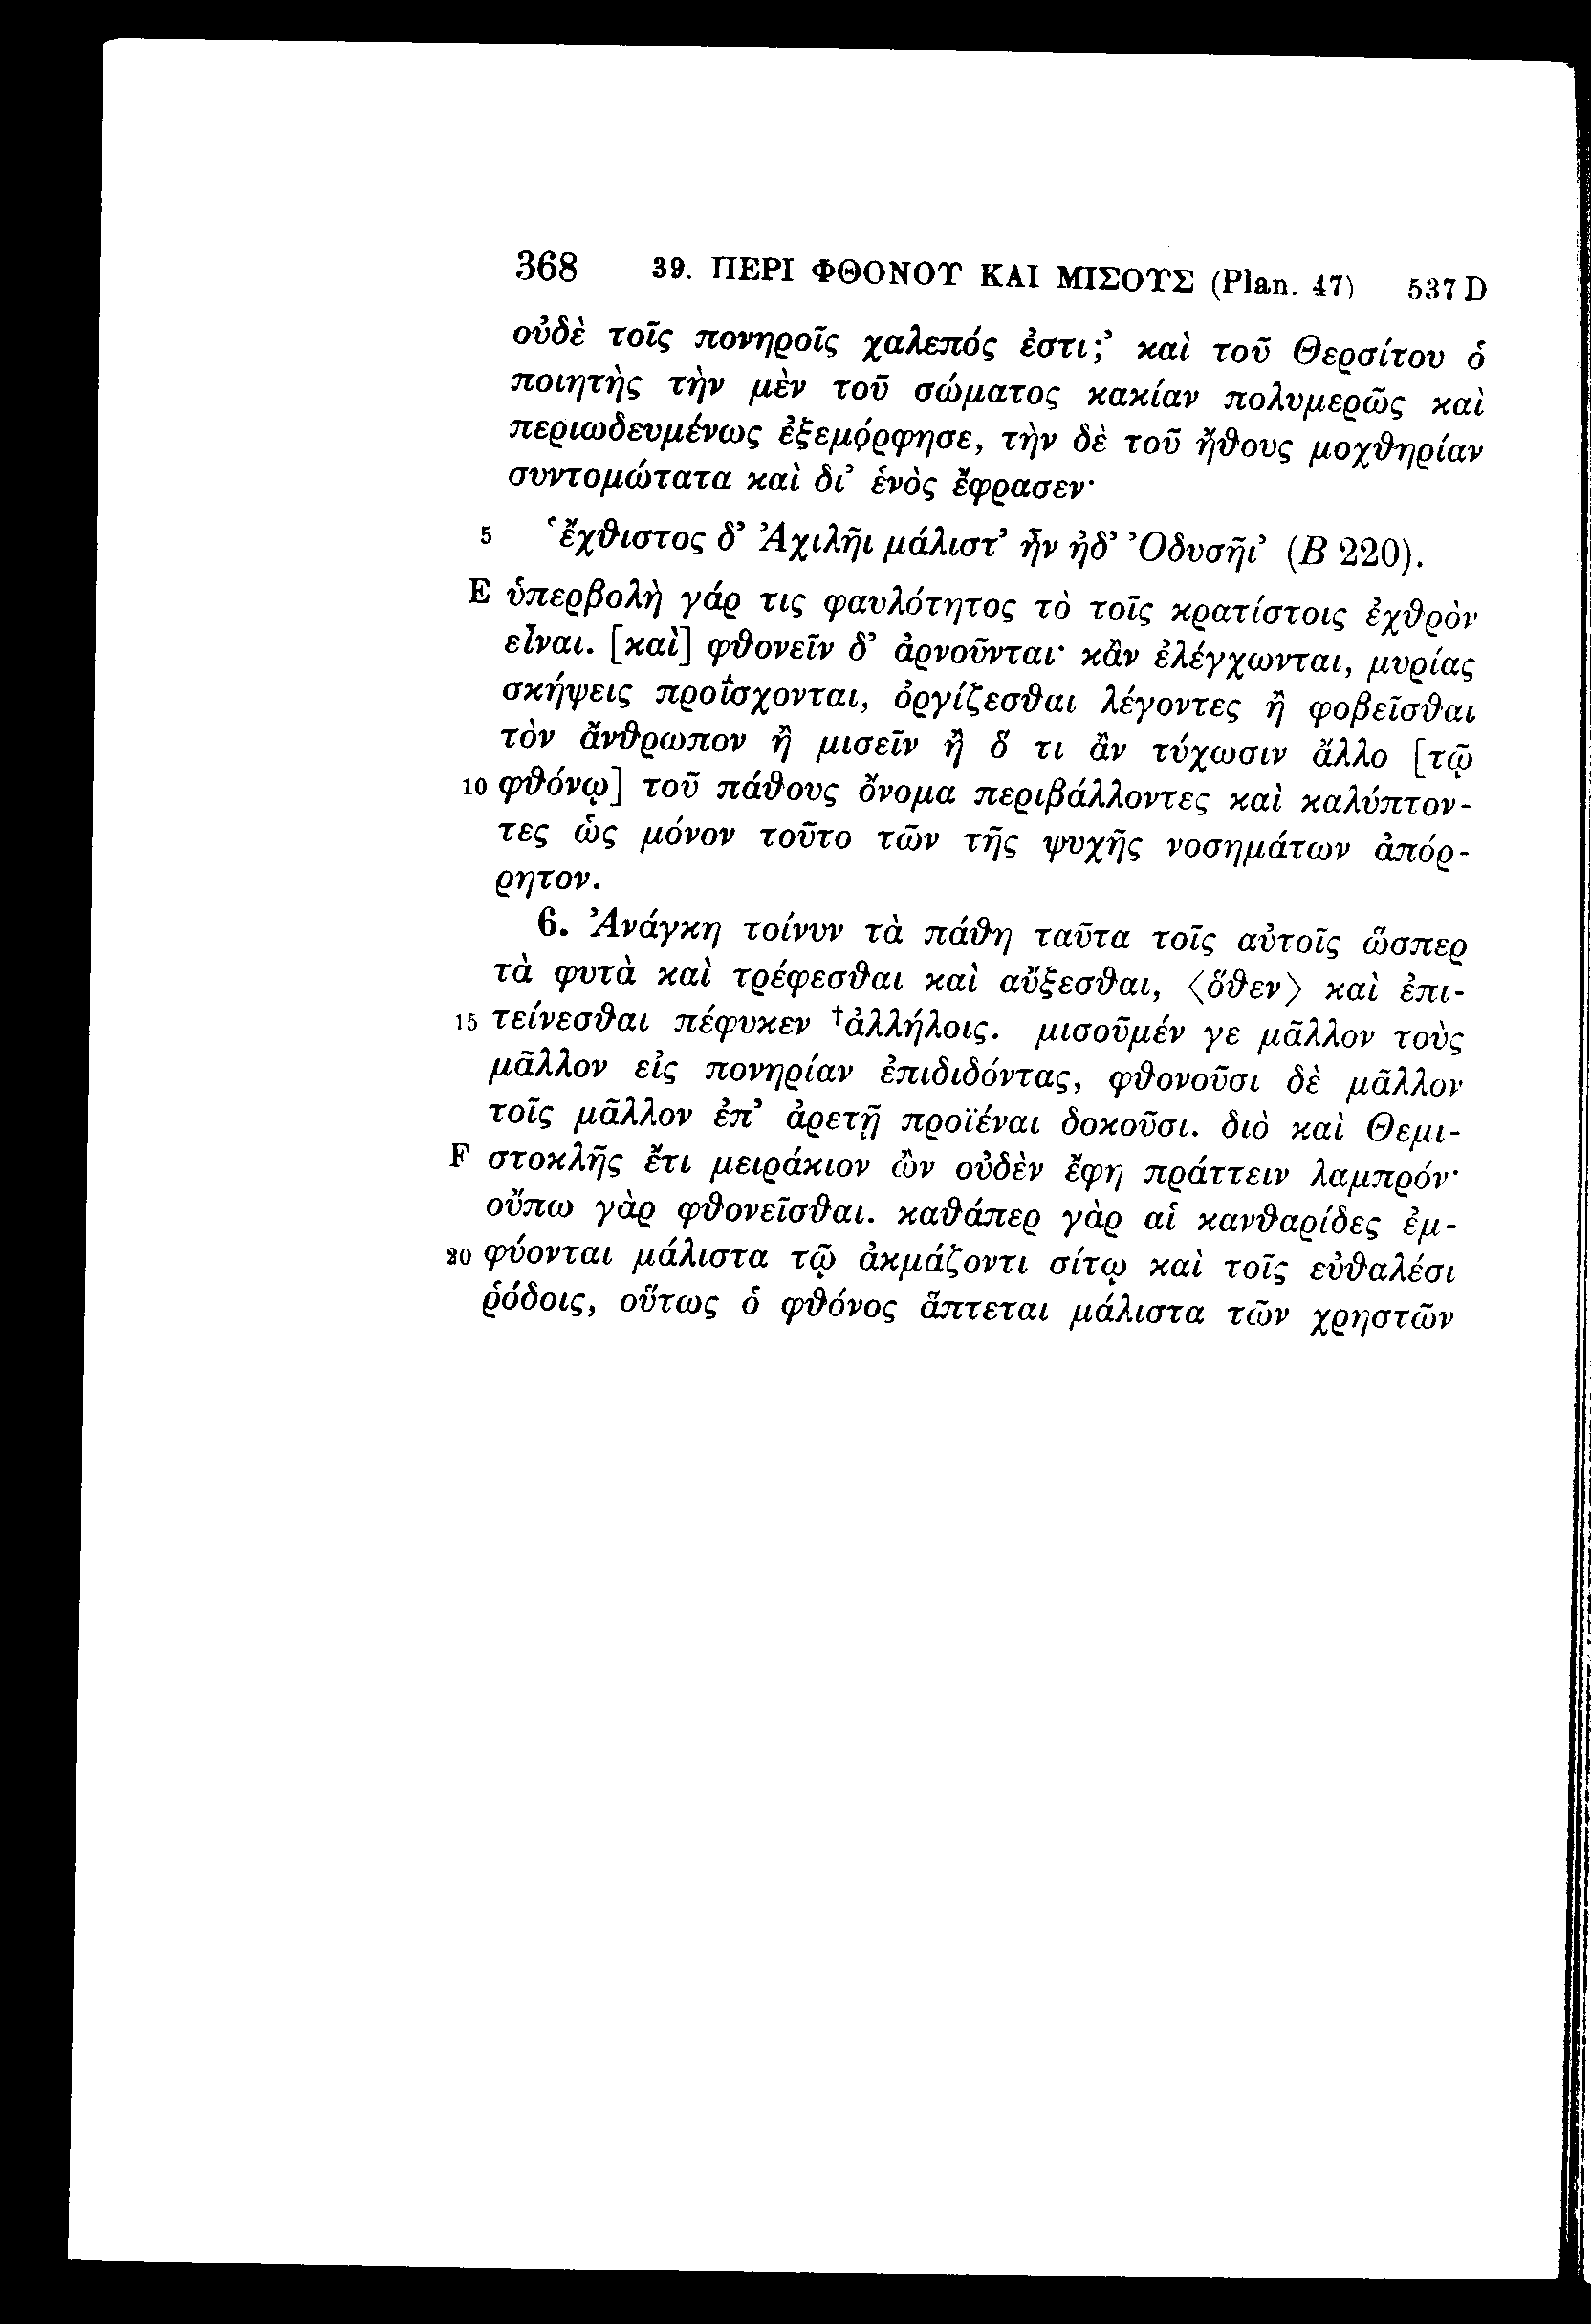 368 39. ΠΕΡΙ ΦΘΟΝΟΥ ΚΑΙ ΜΙΣΟΥΣ (Plan. 47) 537 D
οὐδὲ τοῖς πονηροῖς χαλεπός ἐστι;’ καὶ τοῦ Θερσίτου ὁ
ποιητὴς τὴν μὲν τοῦ σώματος κακίαν πολυμερῶς καὶ
περιωδευμένως ἐξεμόρφησε, τὴν δὲ τοῦ ἤθους μοχθηρίαν
συντομώτατα καὶ δι’ ἑνὸς ἔφρασεν·
5 ‘ἔχθιστος δ’ Ἀχιλῆι μάλιστ’ ἦν ἠδ’ Ὀδυσῆι’ (Β 220).
E ὑπερβολὴ γάρ τις φαυλότητος τὸ τοῖς κρατίστοις ἐχθρὸν
εἶναι. [καὶ] φθονεῖν δ’ ἀρνοῦνται· κἂν ἐλέγχωνται, μυρίας
σκήψεις προΐσχονται, ὀργίζεσθαι λέγοντες ἢ φοβεῖσθαι
τὸν ἄνθρωπον ἢ μισεῖν ἢ ὅ τι ἂν τύχωσιν ἄλλο [τῷ
10 φθόνῳ] τοῦ πάθους ὄνομα περιβάλλοντες καὶ καλύπτον-
τες ὡς μόνον τοῦτο τῶν τῆς ψυχῆς νοσημάτων ἀπόρ-
ρητον.
6. Ἀνάγκη τοίνυν τὰ πάθη ταῦτα τοῖς αὐτοῖς ὥσπερ
τὰ φυτὰ καὶ τρέφεσθαι καὶ αὔξεσθαι, 〈ὅθεν〉 καὶ ἐπι-
15 τείνεσθαι πέφυκεν †ἀλλήλοις. μισοῦμέν γε μᾶλλον τοὺς
μᾶλλον εἰς πονηρίαν ἐπιδιδόντας, φθονοῦσι δὲ μᾶλλον
τοῖς μᾶλλον ἐπ’ ἀρετῇ προϊέναι δοκοῦσι. διὸ καὶ Θεμι-
F στοκλῆς ἔτι μειράκιον ὢν οὐδὲν ἔφη πράττειν λαμπρόν·
οὔπω γὰρ φθονεῖσθαι. καθάπερ γὰρ αἱ κανθαρίδες ἐμ-
20 φύονται μάλιστα τῷ ἀκμάζοντι σίτῳ καὶ τοῖς εὐθαλέσι
ῥόδοις, οὕτως ὁ φθόνος ἅπτεται μάλιστα τῶν χρηστῶν